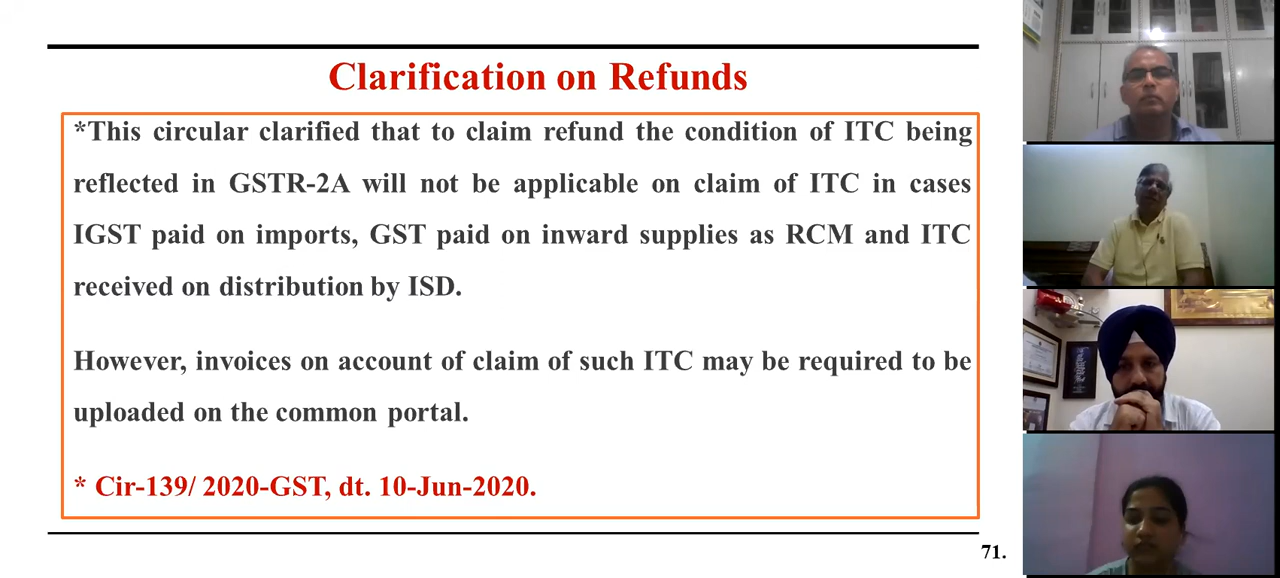 Clarification on Refunds
*This circular clarified that to claim refund the condition of ITC being
reflected in GSTR-2A will not be applicable on claim of ITC in cases
IGST paid on imports, GST paid on inward supplies as RCM and ITC
received on distribution by ISD.
However, invoices on account of claim of such ITC may be required to be
uploaded on the common portal.
* Cir-139/ 2020-GST, dt. 10-Jun-2020.
71.